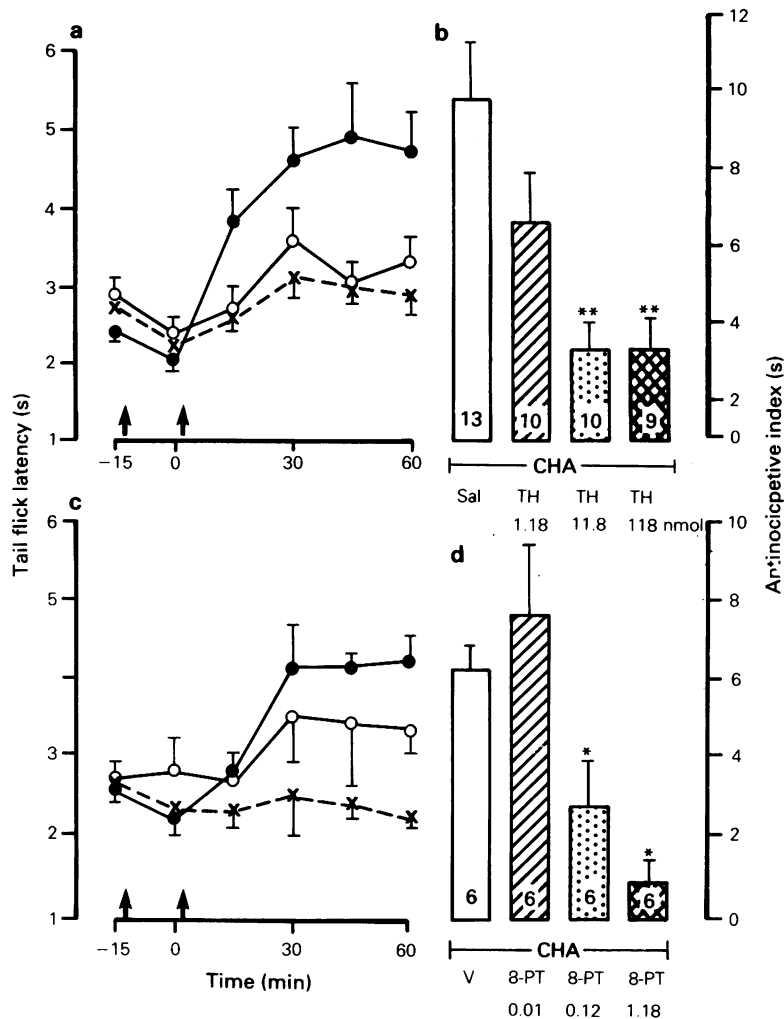 a
b
6
5
4
3
2
1
Tail flick latency (s)
−15
0
30
60
12
10
8
6
4
2
0
Antinocicpetive index (s)
**
**
13
10
10
9
CHA
Sal
TH
TH
TH
1.18
11.8
118 nmol
c
d
6
5
3
2
1
−15
0
30
60
Time (min)
10
8
6
4
2
0
*
*
6
6
6
6
CHA
V
8-PT
8-PT
8-PT
0.01
0.12
1.18